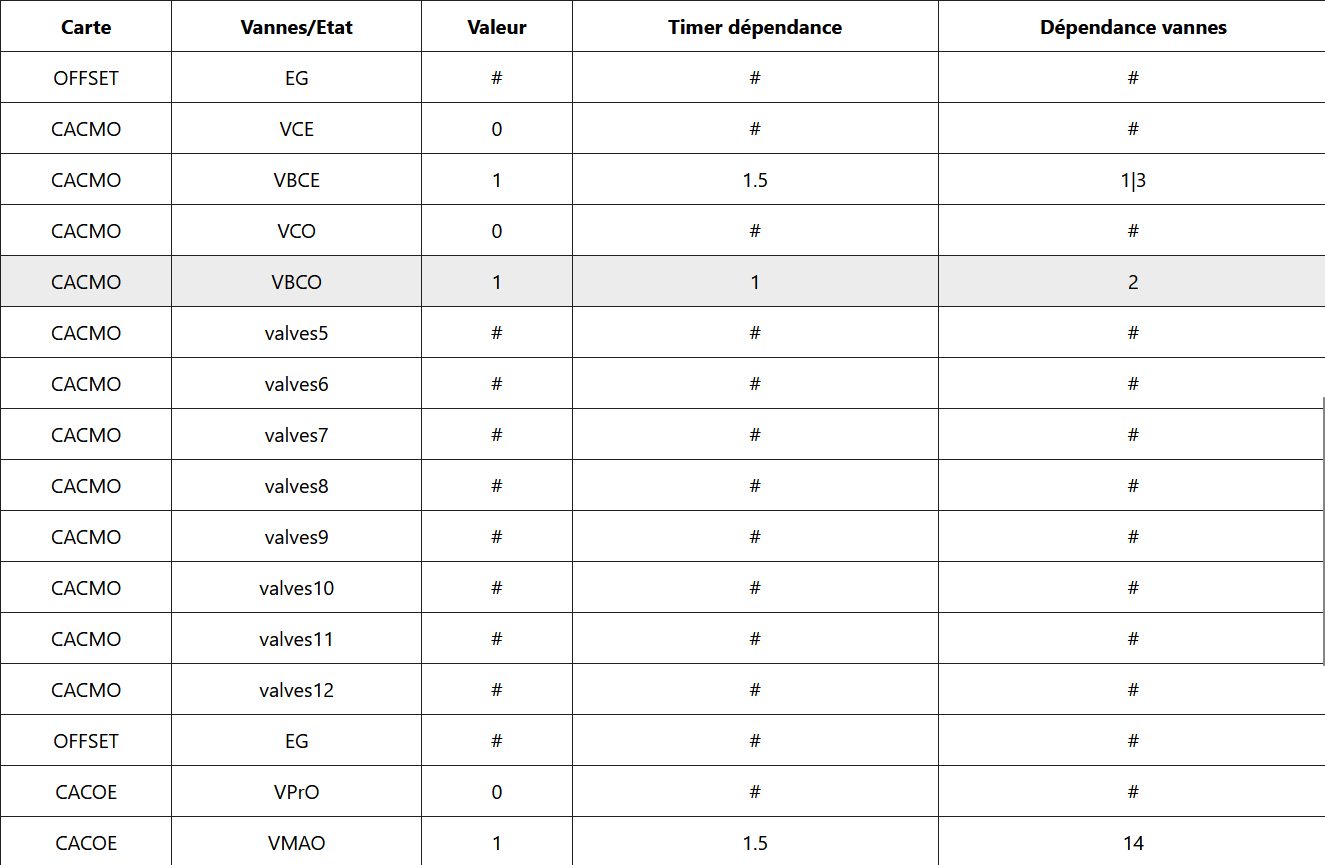 Carte Vannes/Etat Valeur Timer dépendance Dépendance vannes
OFFSET EG # # #
CACMO VCE 0 # #
CACMO VBCE 1 1.5 1|3
CACMO VCO 0 # #
CACMO VBCO 1 1 2
CACMO valves5 # # #
CACMO valves6 # # #
CACMO valves7 # # #
CACMO valves8 # # #
CACMO valves9 # # #
CACMO valves10 # # #
CACMO valves11 # # #
CACMO valves12 # # #
OFFSET EG # # #
CACOE VPrO 0 # #
CACOE VMAO 1 1.5 14